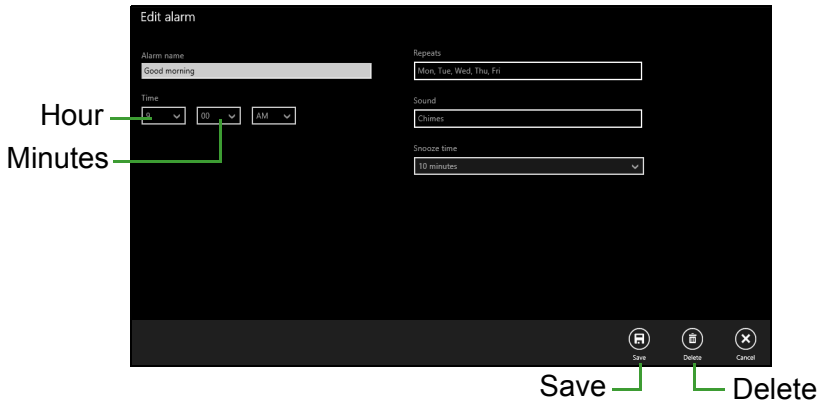 Edit alarm
Alarm name
Good morning
Time
9 00 AM
Repeats
Mon, Tue, Wed, Thu, Fri
Sound
Chimes
Snooze time
10 minutes
Hour
Minutes
Save Delete Cancel
Save Delete